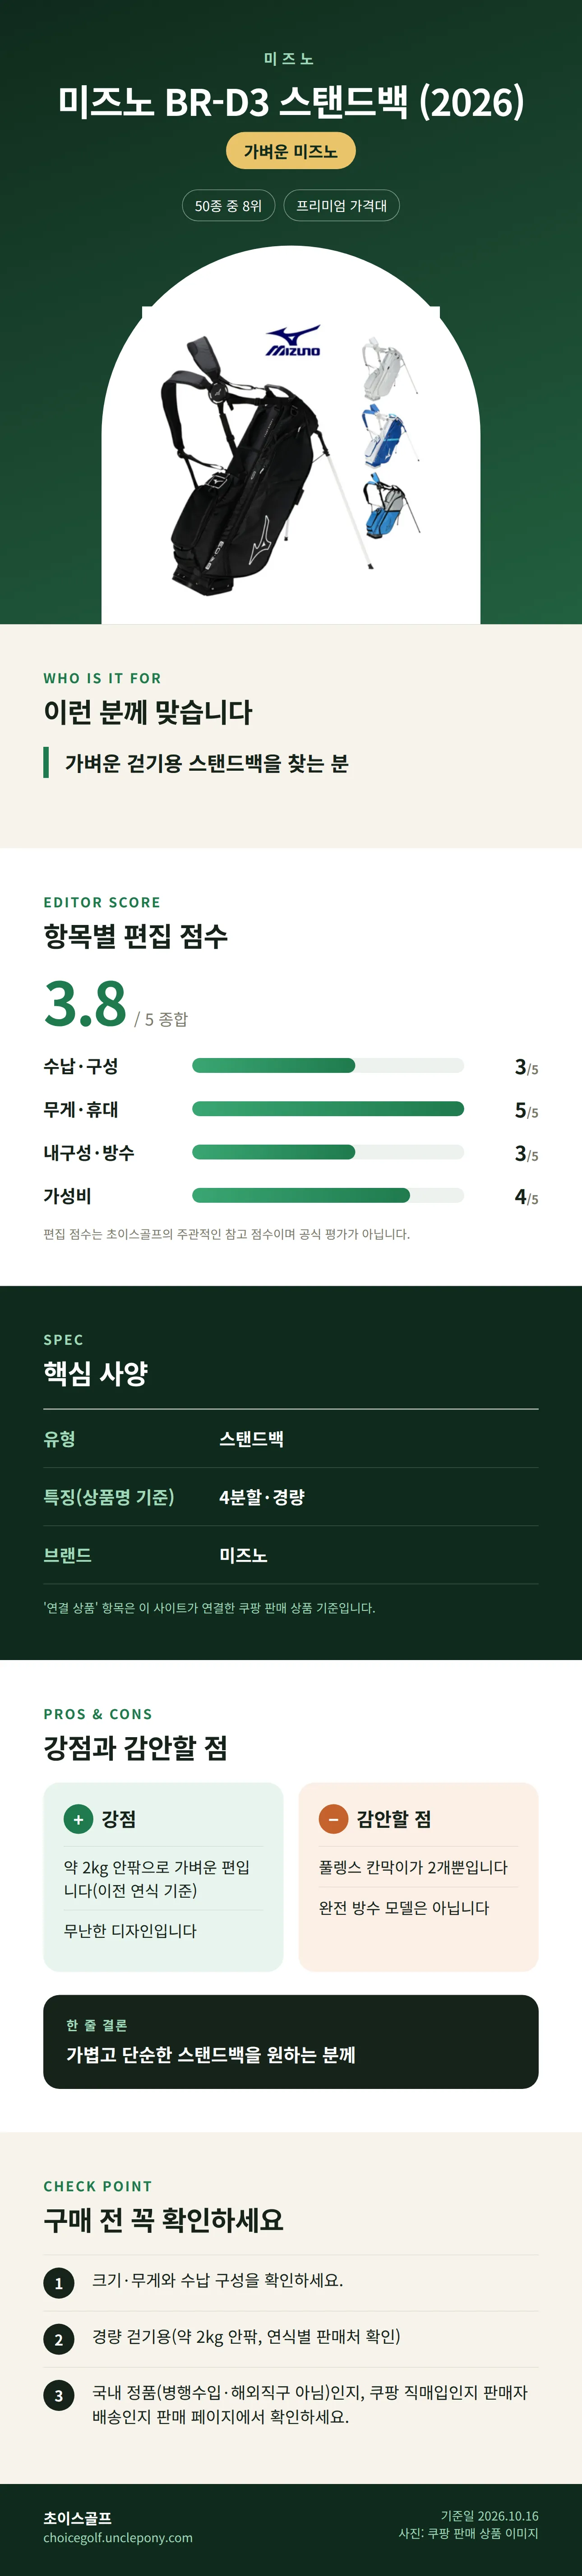 미즈노
미즈노 BR-D3 스탠드백 (2026)
가벼운 미즈노
50종 중 8위
프리미엄 가격대
MIZUNO
WHO IS IT FOR
이런 분께 맞습니다
가벼운 걷기용 스탠드백을 찾는 분
EDITOR SCORE
항목별 편집 점수
3.8 / 5 종합
수납·구성 3/5
무게·휴대 5/5
내구성·방수 3/5
가성비 4/5
편집 점수는 초이스골프의 주관적인 참고 점수이며 공식 평가가 아닙니다.
SPEC
핵심 사양
유형 스탠드백
특징(상품명 기준) 4분할·경량
브랜드 미즈노
'연결 상품' 항목은 이 사이트가 연결한 쿠팡 판매 상품 기준입니다.
PROS & CONS
강점과 감안할 점
+ 강점
약 2kg 안팎으로 가벼운 편입
니다(이전 연식 기준)
무난한 디자인입니다
− 감안할 점
풀렝스 칸막이가 2개뿐입니다
완전 방수 모델은 아닙니다
한 줄 결론
가볍고 단순한 스탠드백을 원하는 분께
CHECK POINT
구매 전 꼭 확인하세요
1 크기·무게와 수납 구성을 확인하세요.
2 경량 걷기용(약 2kg 안팎, 연식별 판매처 확인)
3 국내 정품(병행수입·해외직구 아님)인지, 쿠팡 직매입인지 판매자
배송인지 판매 페이지에서 확인하세요.
초이스골프
choicegolf.unclepony.com
기준일 2026.10.16
사진: 쿠팡 판매 상품 이미지